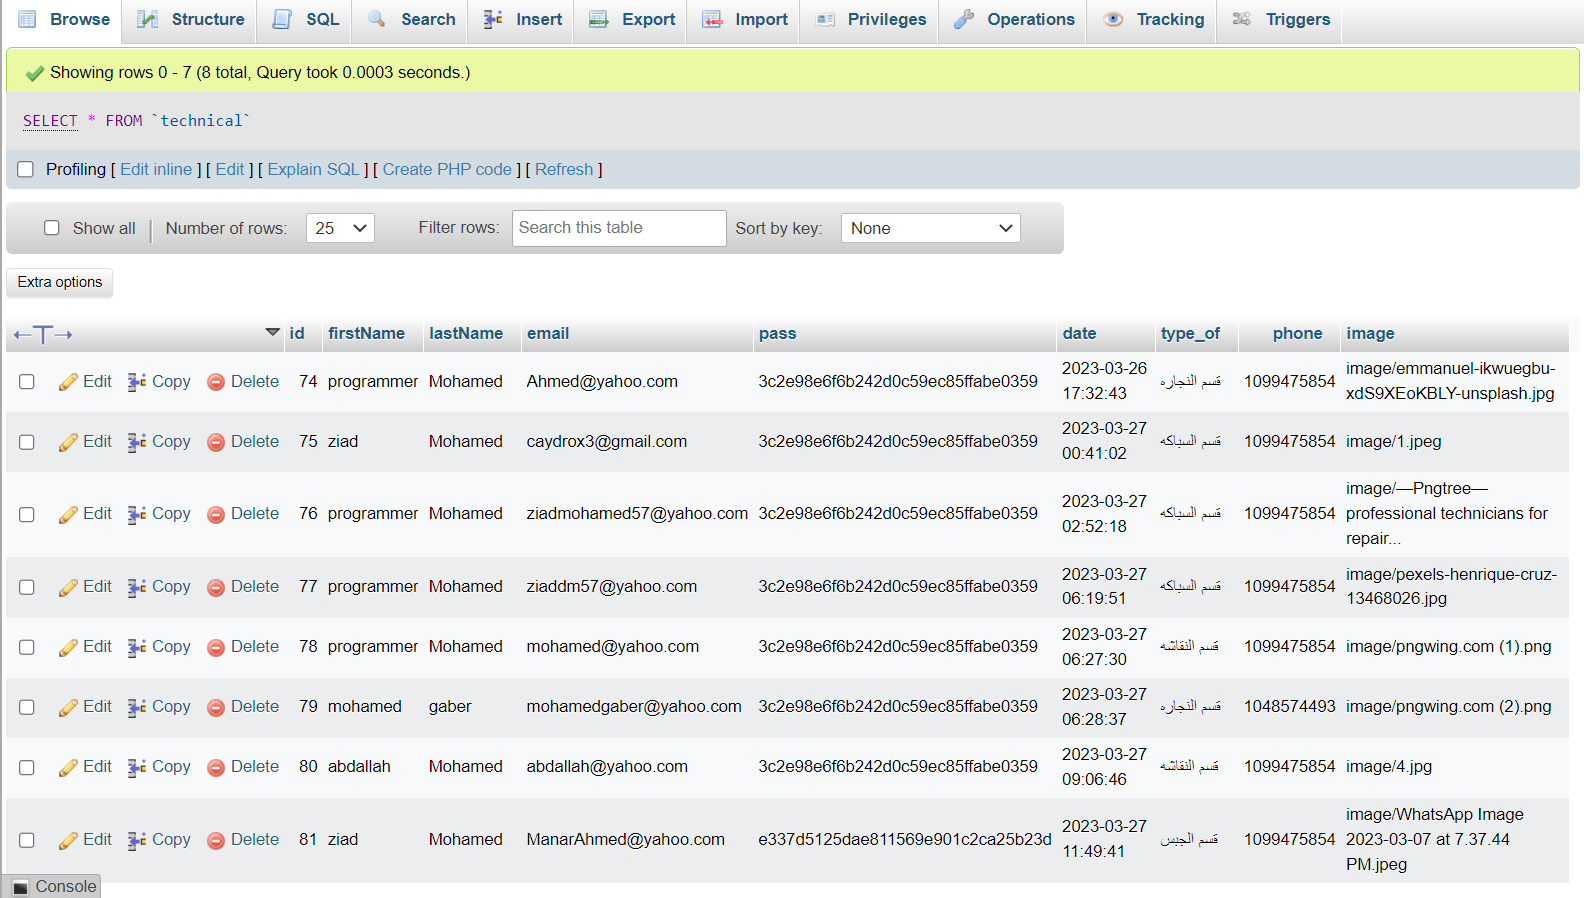 Browse Structure SQL Search Insert Export Import Privileges Operations Tracking Triggers
Showing rows 0 - 7 (8 total, Query took 0.0003 seconds.)
SELECT * FROM `technical`
Profiling [ Edit inline ] [ Edit ] [ Explain SQL ] [ Create PHP code ] [ Refresh ]
Show all Number of rows: 25 Filter rows: Search this table Sort by key: None
Extra options
id firstName lastName email pass date type_of phone image
Edit Copy Delete 74 programmer Mohamed Ahmed@yahoo.com 3c2e98e6f6b242d0c59ec85ffabe0359 2023-03-26 17:32:43 قسم النجاره 1099475854 image/emmanuel-ikwuegbu-xdS9XEoKBLY-unsplash.jpg
Edit Copy Delete 75 ziad Mohamed caydrox3@gmail.com 3c2e98e6f6b242d0c59ec85ffabe0359 2023-03-27 00:41:02 قسم السباكه 1099475854 image/1.jpeg
Edit Copy Delete 76 programmer Mohamed ziadmohamed57@yahoo.com 3c2e98e6f6b242d0c59ec85ffabe0359 2023-03-27 02:52:18 قسم السباكه 1099475854 image/—Pngtree—professional technicians for repair...
Edit Copy Delete 77 programmer Mohamed ziaddm57@yahoo.com 3c2e98e6f6b242d0c59ec85ffabe0359 2023-03-27 06:19:51 قسم السباكه 1099475854 image/pexels-henrique-cruz-13468026.jpg
Edit Copy Delete 78 programmer Mohamed mohamed@yahoo.com 3c2e98e6f6b242d0c59ec85ffabe0359 2023-03-27 06:27:30 قسم النقاشه 1099475854 image/pngwing.com (1).png
Edit Copy Delete 79 mohamed gaber mohamedgaber@yahoo.com 3c2e98e6f6b242d0c59ec85ffabe0359 2023-03-27 06:28:37 قسم النجاره 1048574493 image/pngwing.com (2).png
Edit Copy Delete 80 abdallah Mohamed abdallah@yahoo.com 3c2e98e6f6b242d0c59ec85ffabe0359 2023-03-27 09:06:46 قسم النقاشه 1099475854 image/4.jpg
Edit Copy Delete 81 ziad Mohamed ManarAhmed@yahoo.com e337d5125dae811569e901c2ca25b23d 2023-03-27 11:49:41 قسم الجبس 1099475854 image/WhatsApp Image 2023-03-07 at 7.37.44 PM.jpeg
Console